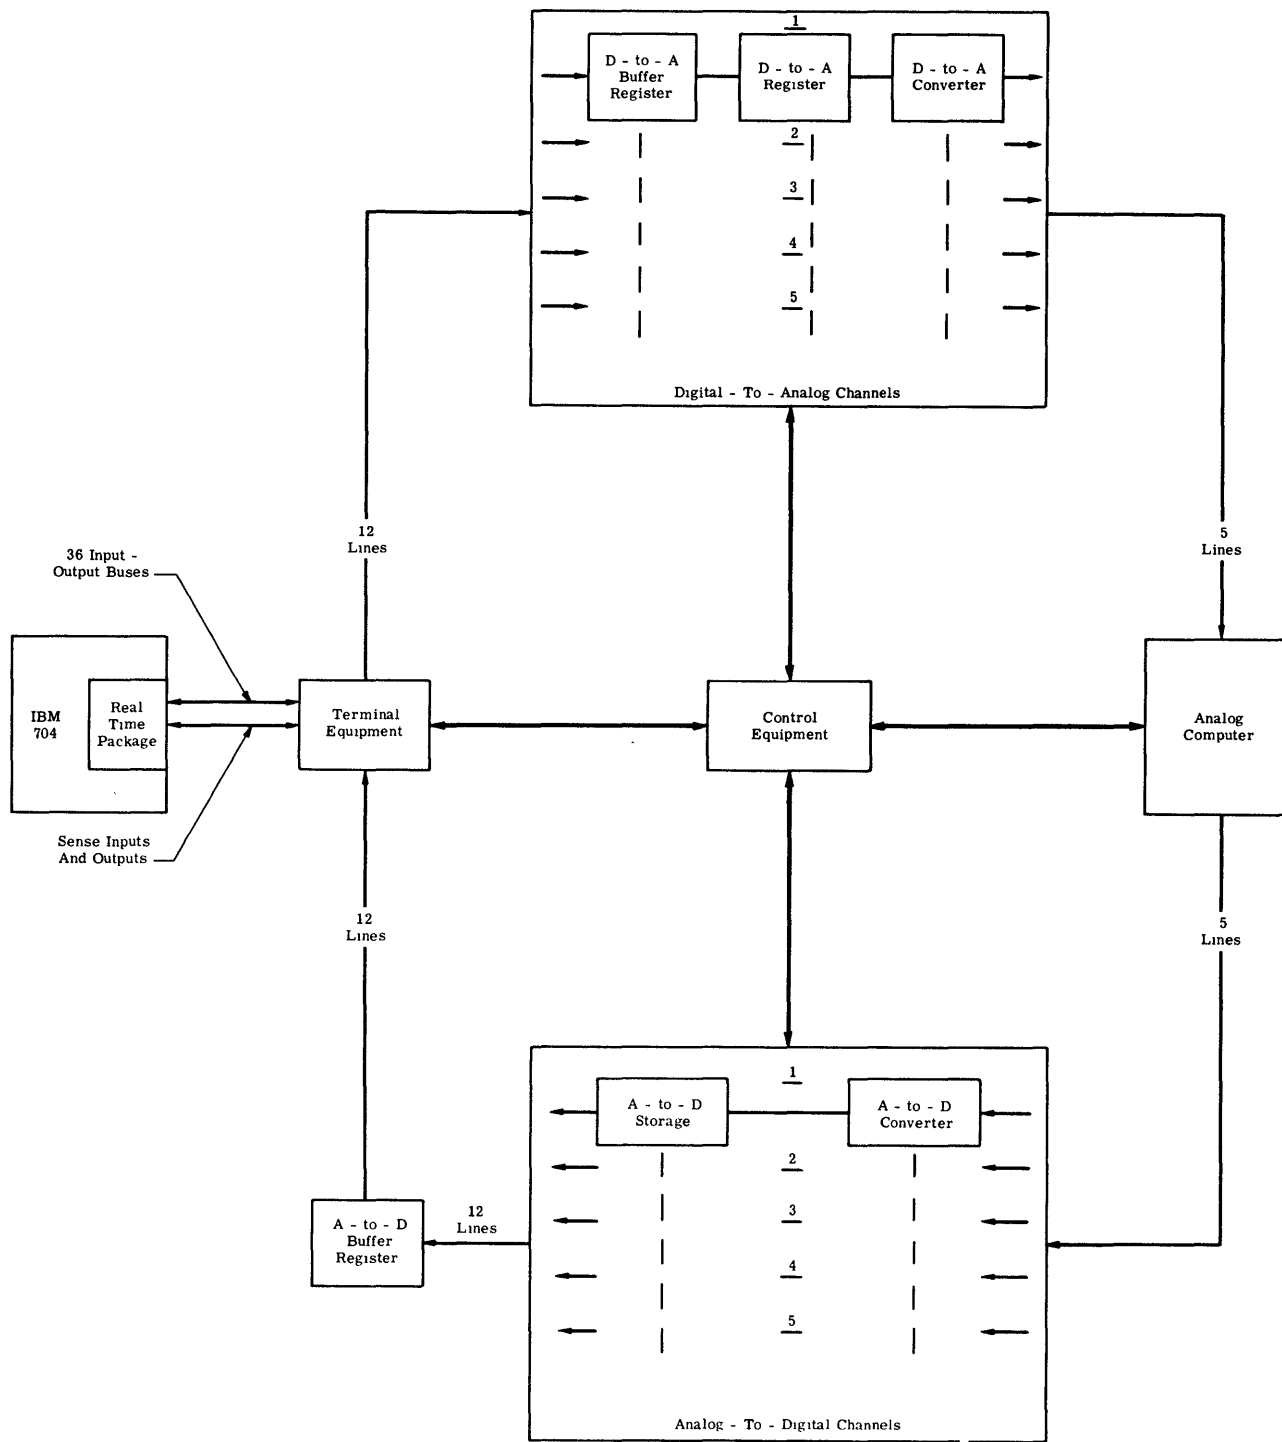 1
D - to - A
Buffer
Register
D - to - A
Register
D - to - A
Converter
2
3
4
5
Digital - To - Analog Channels
12
Lines
5
Lines
36 Input -
Output Buses
IBM
704
Real
Time
Package
Terminal
Equipment
Control
Equipment
Analog
Computer
Sense Inputs
And Outputs
12
Lines
5
Lines
1
A - to - D
Storage
A - to - D
Converter
2
3
4
5
12
Lines
A - to - D
Buffer
Register
Analog - To - Digital Channels